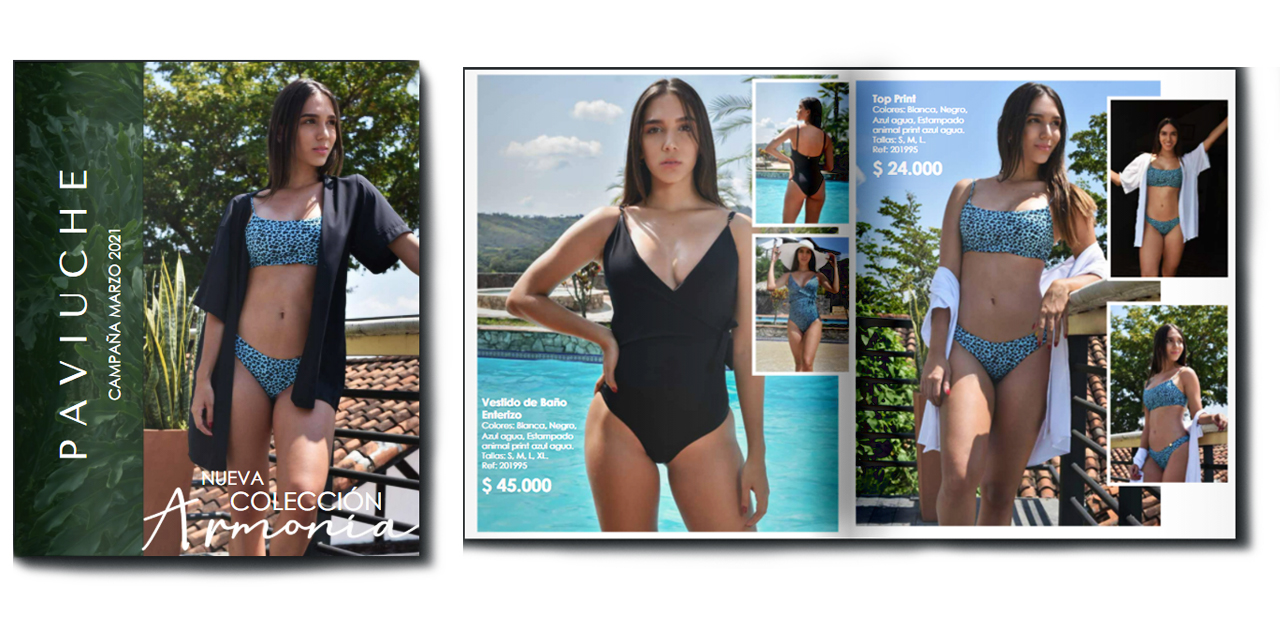 PAVIUCHE
CAMPAÑA MARZO 2021
NUEVA
COLECCIÓN
Armonía
Vestido de Baño
Enterizo
Colores: Blanca, Negro,
Azul agua, Estampado
animal print azul agua.
Tallas: S, M, L, XL.
Ref: 201995
$ 45.000
Top Print
Colores: Blanca, Negro,
Azul agua, Estampado
animal print azul agua.
Tallas: S, M, L.
Ref: 201995
$ 24.000